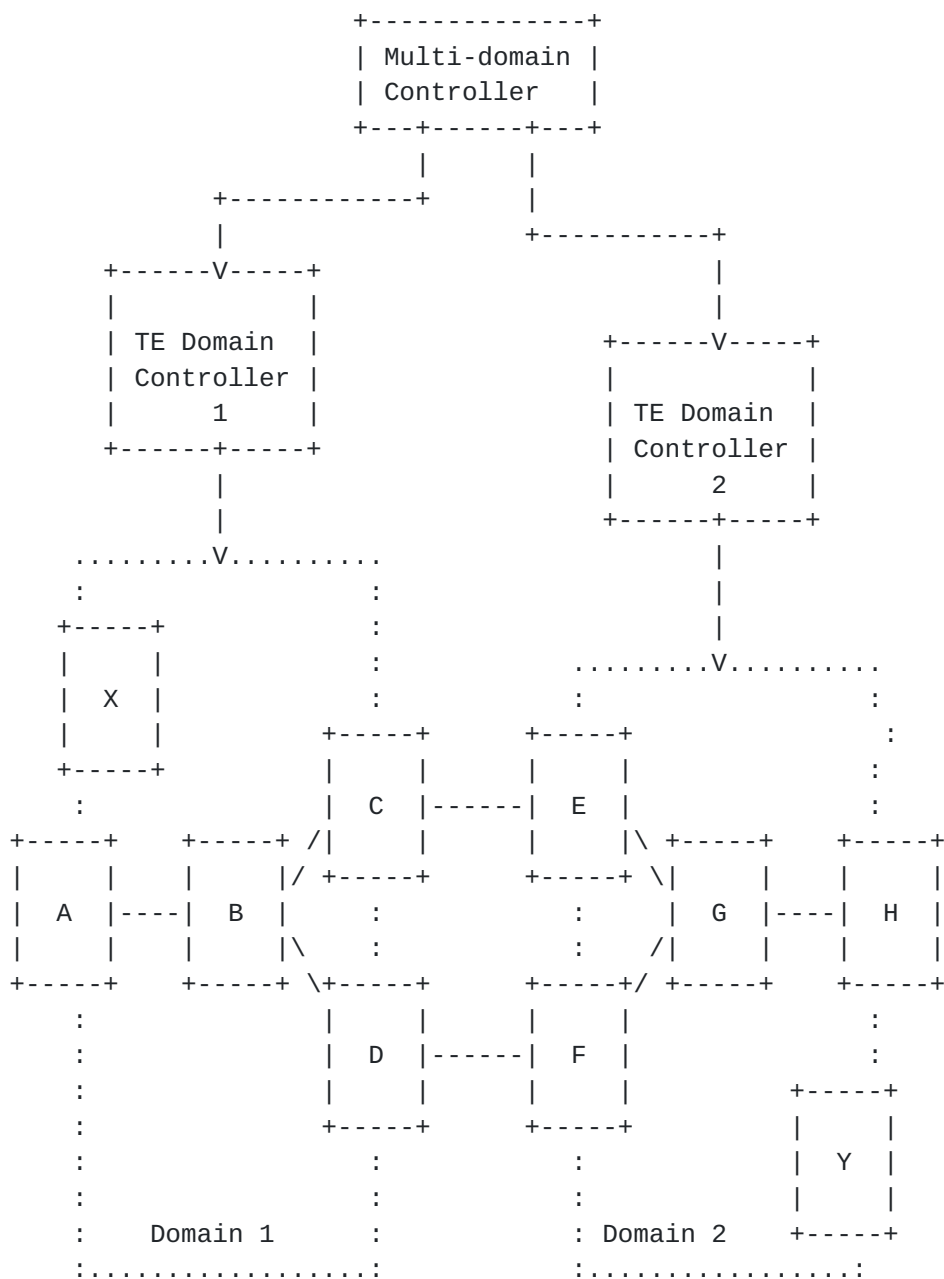 Multi-domain
Controller
V
TE Domain
Controller
1
V
TE Domain
Controller
2
V
V
X
C E
A B G H
D F
Y
Domain 1 Domain 2